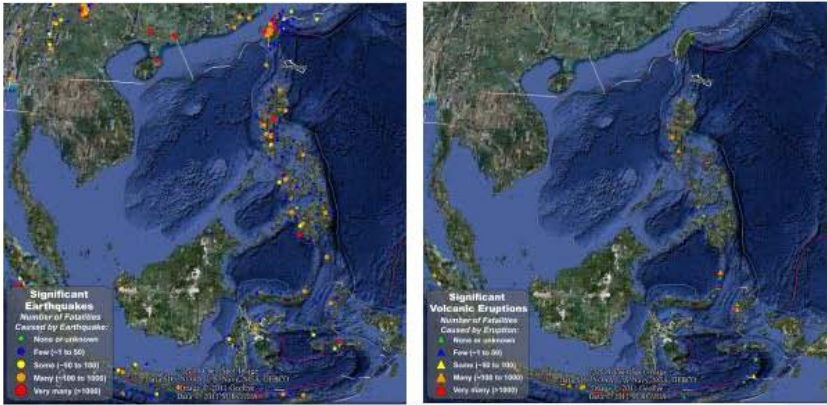 Significant
Earthquakes
Number of Fatalities
Caused by Earthquake:
None or unknown
Few (~1 to 50)
Some (~50 to 100)
Many (~100 to 1000)
Very many (>1000)
Significant
Volcanic Eruptions
Number of Fatalities
Caused by Eruption:
None or unknown
Few (~1 to 50)
Some (~50 to 100)
Many (~100 to 1000)
Very many (>1000)